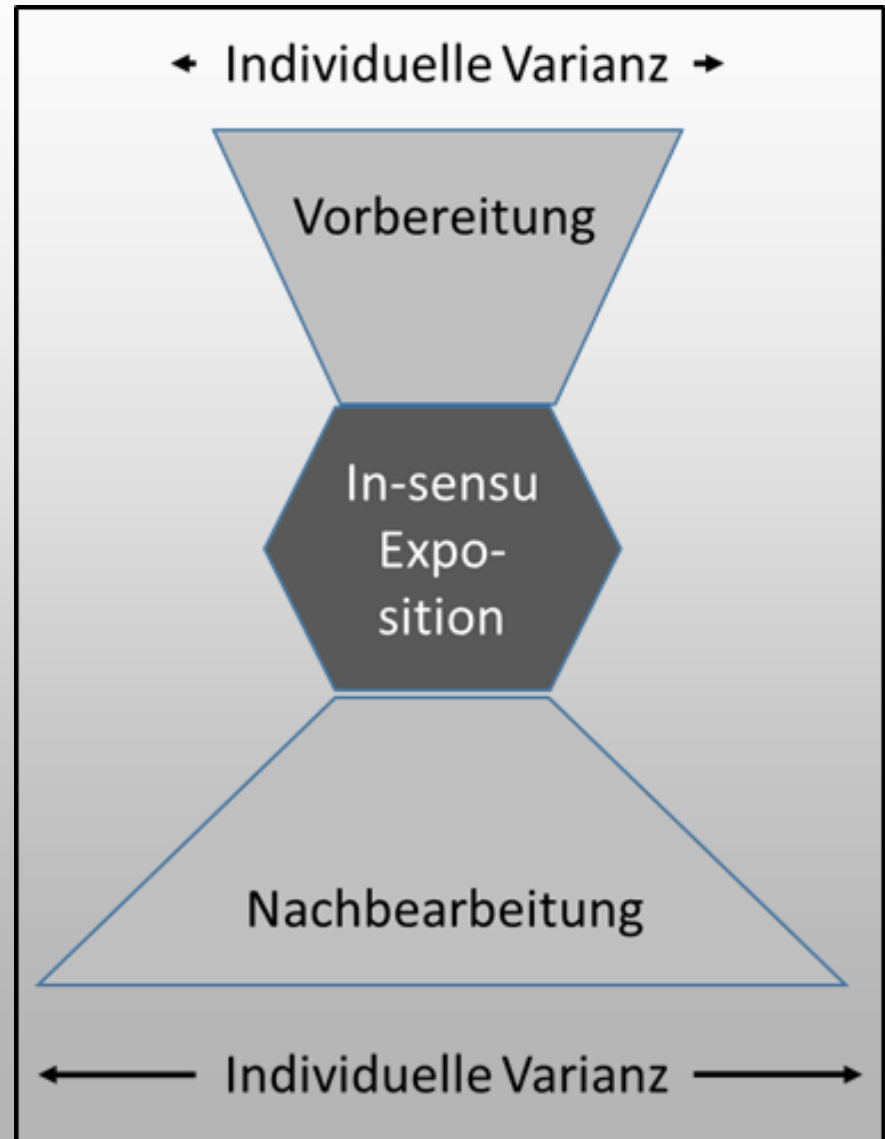 Individuelle Varianz
Vorbereitung
In-sensu
Expo-
sition
Nachbearbeitung
Individuelle Varianz